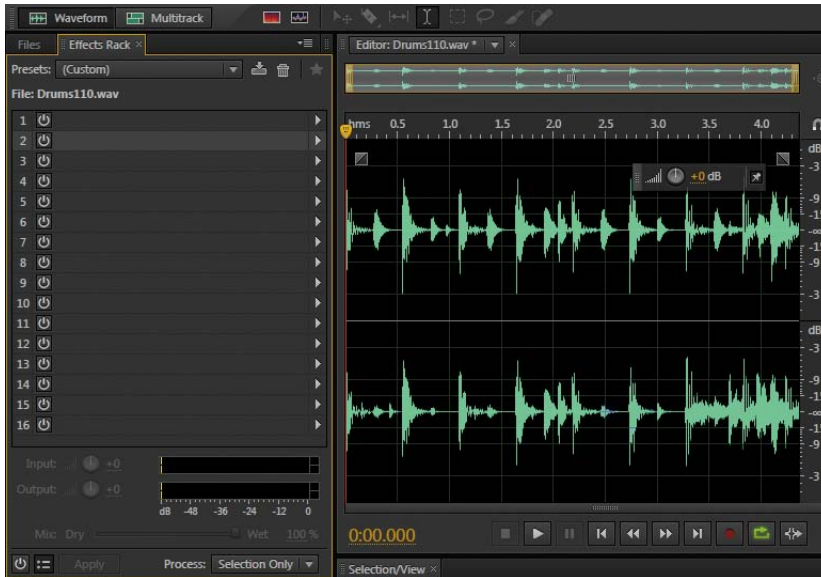 Waveform Multitrack
Files Effects Rack × Editor: Drums110.wav * ×
Presets: (Custom)
File: Drums110.wav
hms 0.5 1.0 1.5 2.0 2.5 3.0 3.5 4.0
1
2
3
4
5
6
7
8
9
10
11
12
13
14
15
16
+0 dB
dB
-3
-9
-15
-∞
-15
-9
-3
dB
-3
-9
-15
-∞
-15
-9
-3
Input: +0
Output: +0
dB -48 -36 -24 -12 0
Mix: Dry Wet 100 %
0:00.000
Apply Process: Selection Only
Selection/View ×